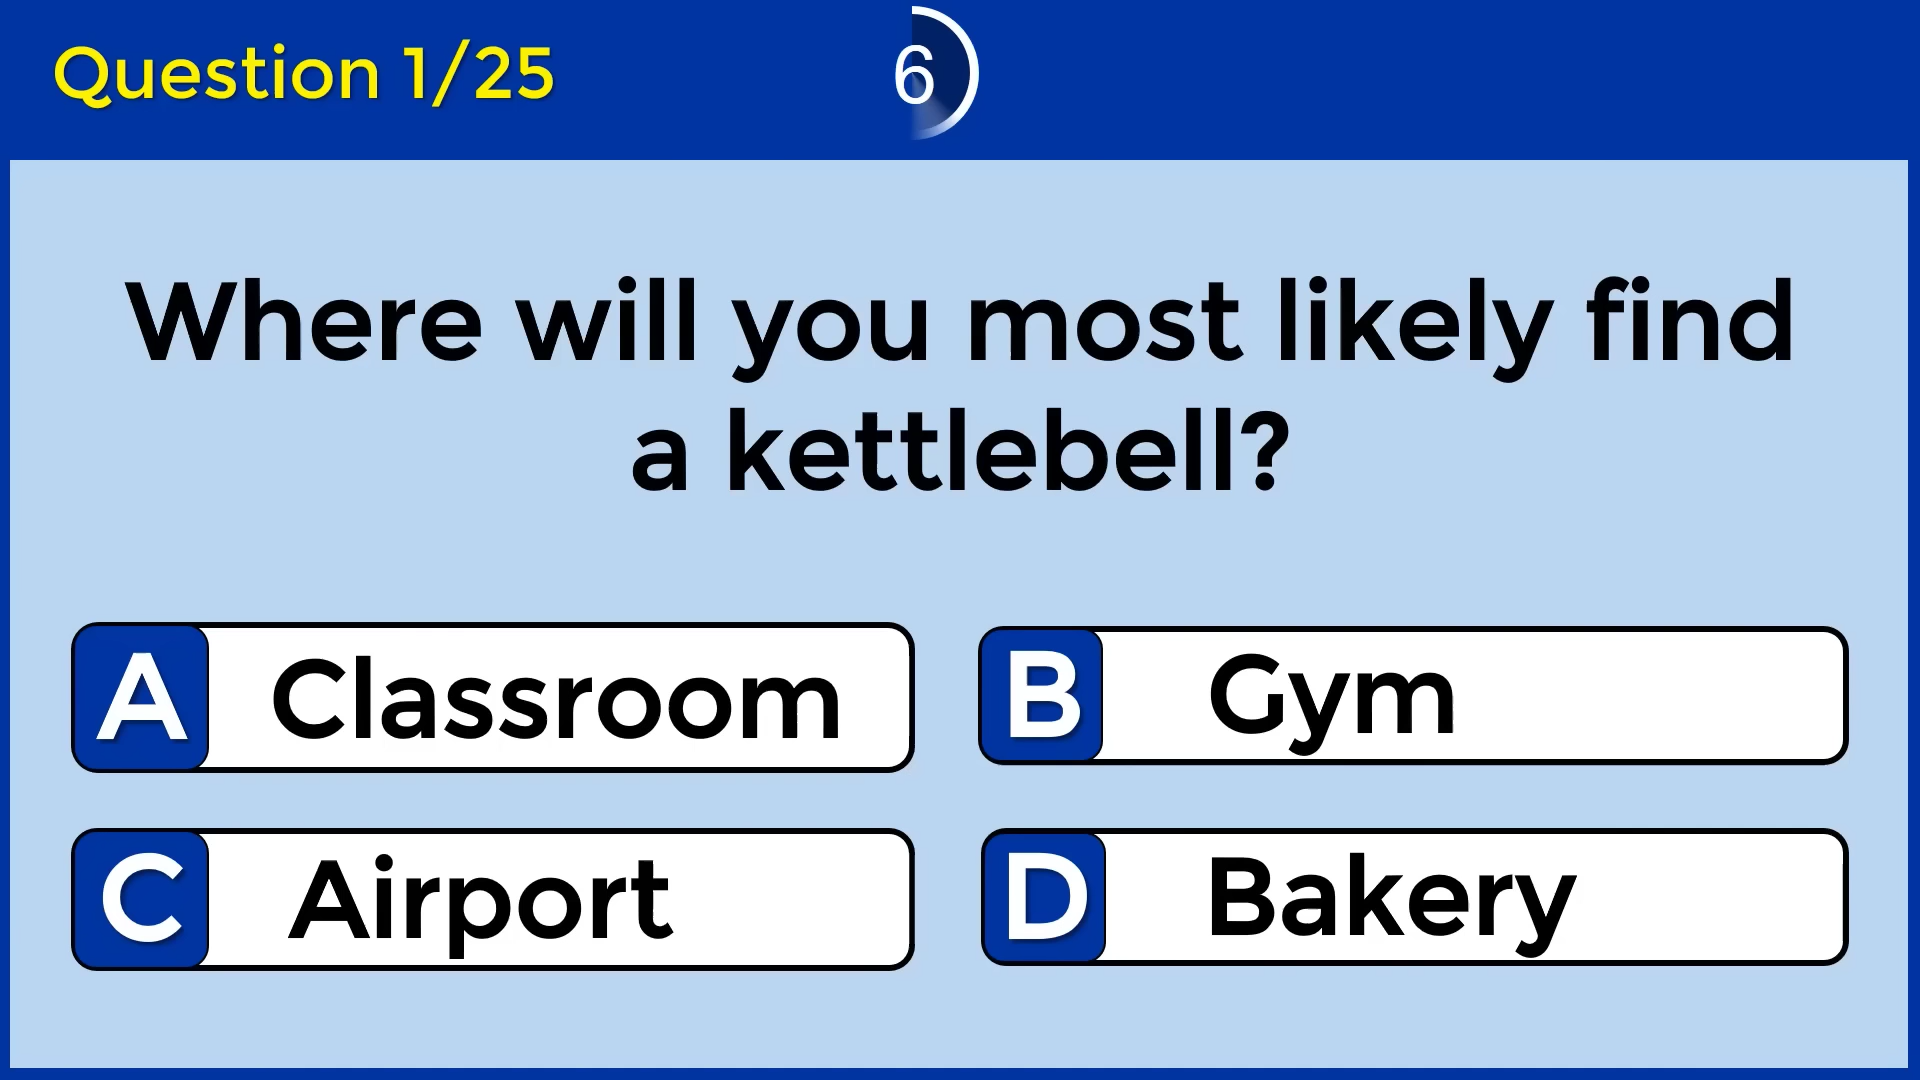 Question 1/25
6
Where will you most likely find
a kettlebell?
A Classroom
B Gym
C Airport
D Bakery